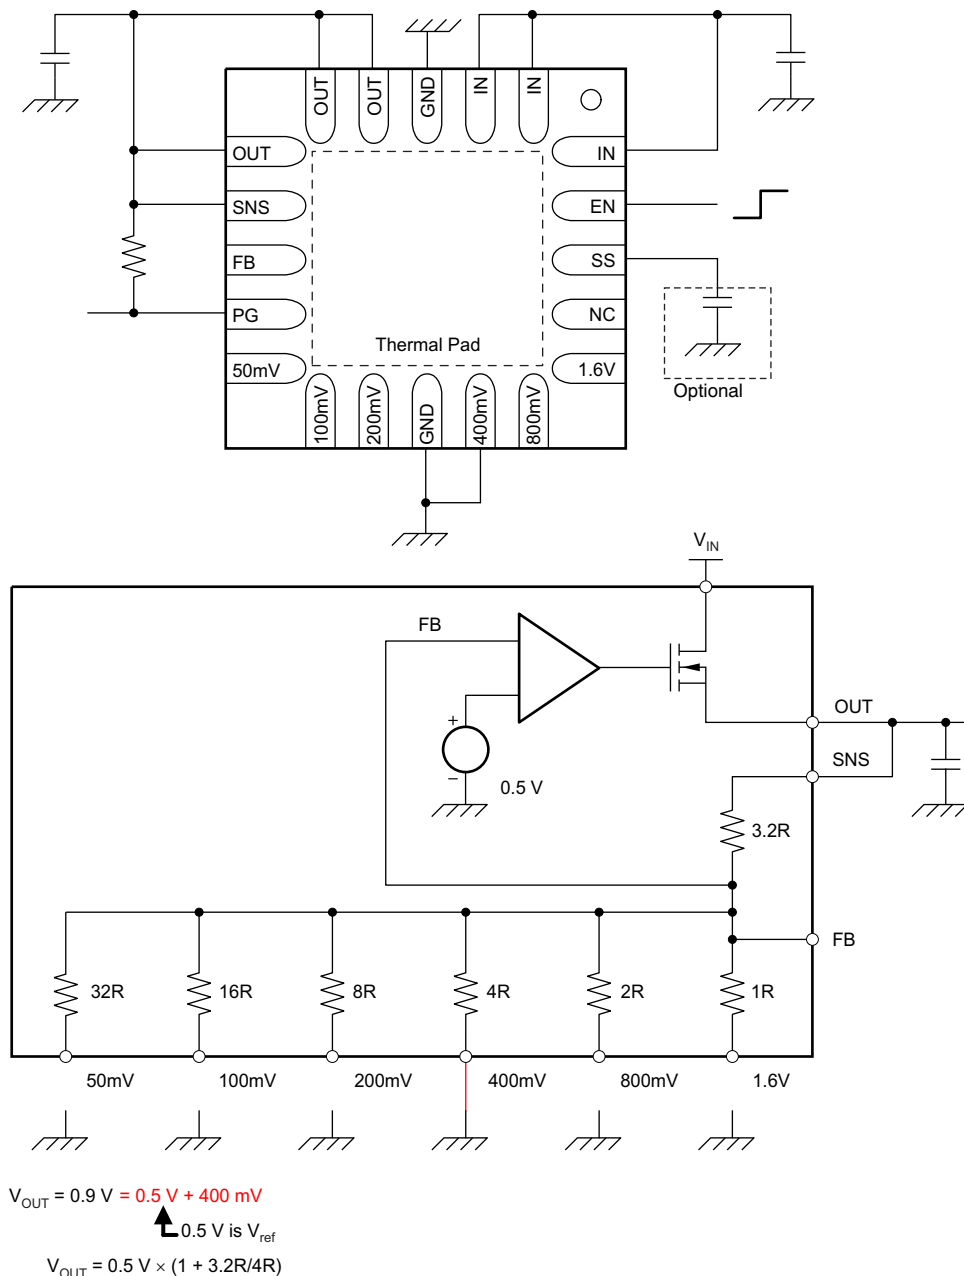 OUT
OUT
GND
IN
IN
OUT
IN
SNS
EN
FB
SS
PG
NC
Thermal Pad
50mV
1.6V
100mV
200mV
GND
400mV
800mV
Optional
VIN
FB
OUT
+
SNS
−
0.5 V
3.2R
FB
32R
16R
8R
4R
2R
1R
50mV
100mV
200mV
400mV
800mV
1.6V
VOUT = 0.9 V = 0.5 V + 400 mV
0.5 V is Vref
VOUT = 0.5 V × (1 + 3.2R/4R)